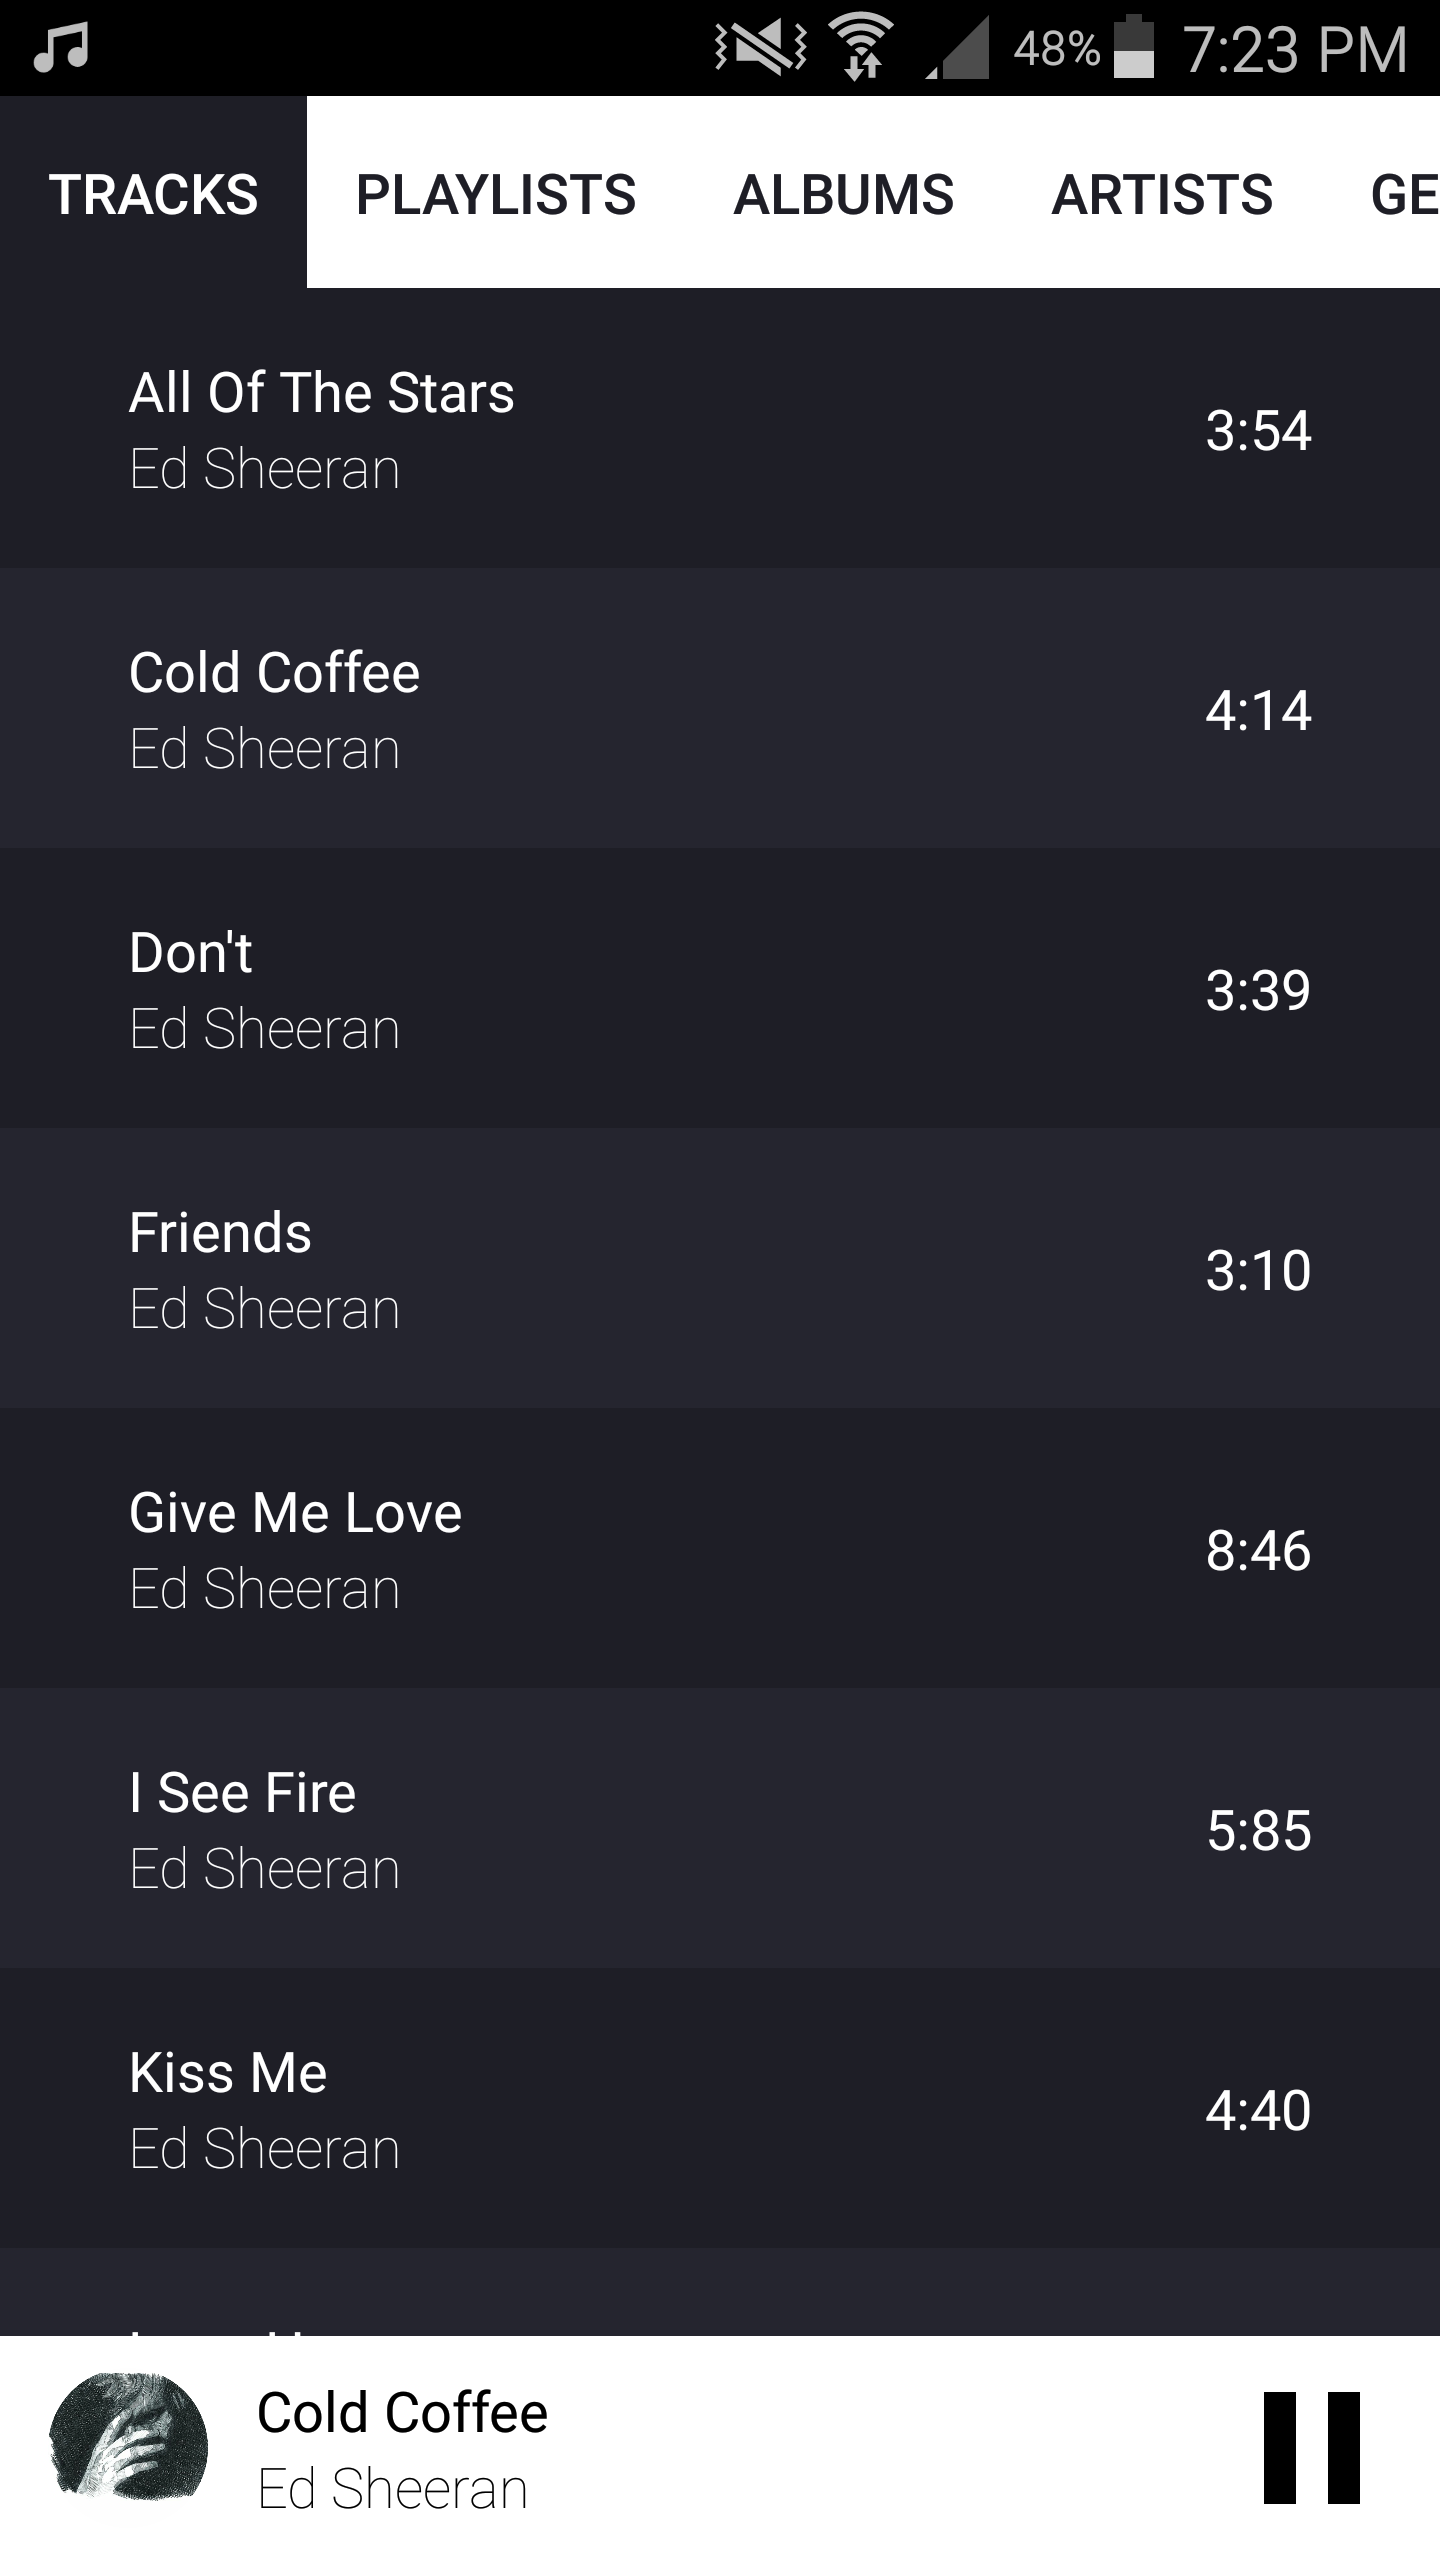 48% 7:23 PM
TRACKS PLAYLISTS ALBUMS ARTISTS GE
All Of The Stars
Ed Sheeran
3:54
Cold Coffee
Ed Sheeran
4:14
Don't
Ed Sheeran
3:39
Friends
Ed Sheeran
3:10
Give Me Love
Ed Sheeran
8:46
I See Fire
Ed Sheeran
5:85
Kiss Me
Ed Sheeran
4:40
Cold Coffee
Ed Sheeran